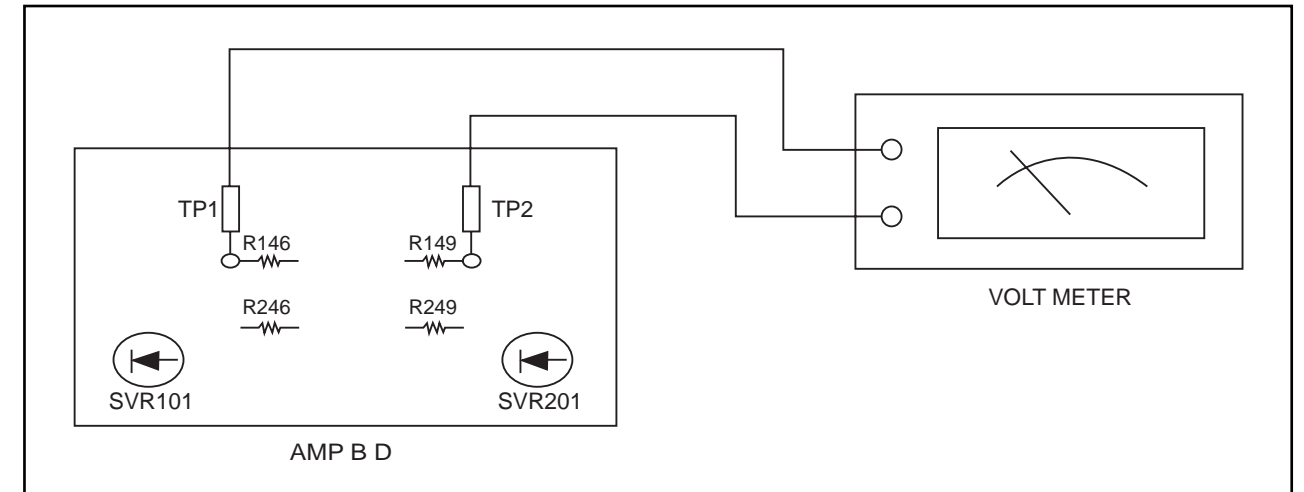 TP1
TP2
R146
R149
R246
R249
SVR101
SVR201
AMP B D
VOLT METER